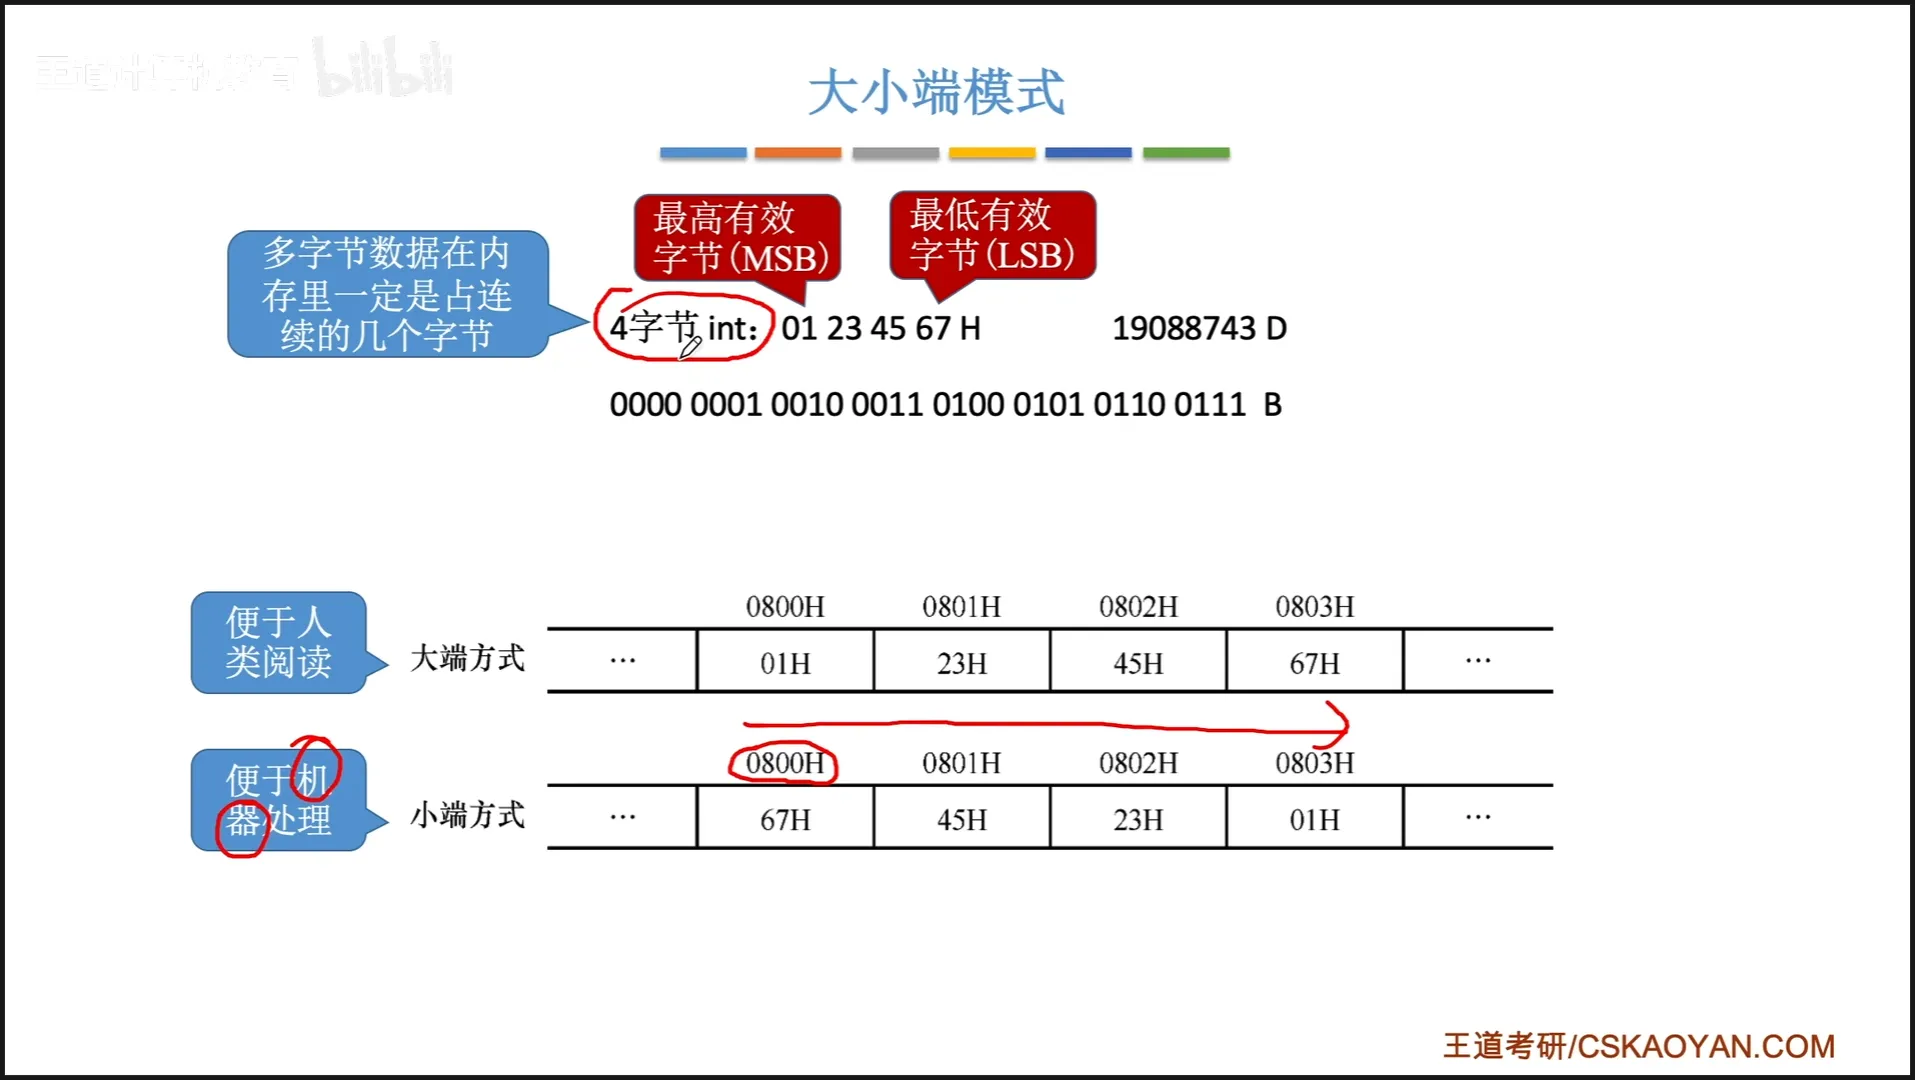 王道计算机教育 bilibili
大小端模式
最高有效
字节(MSB)
最低有效
字节(LSB)
多字节数据在内
存里一定是占连
续的几个字节
4字节 int：01 23 45 67 H 19088743 D
0000 0001 0010 0011 0100 0101 0110 0111 B
便于人
类阅读
0800H 0801H 0802H 0803H
大端方式 … 01H 23H 45H 67H …
便于机
器处理
0800H 0801H 0802H 0803H
小端方式 … 67H 45H 23H 01H …
王道考研/CSKAOYAN.COM